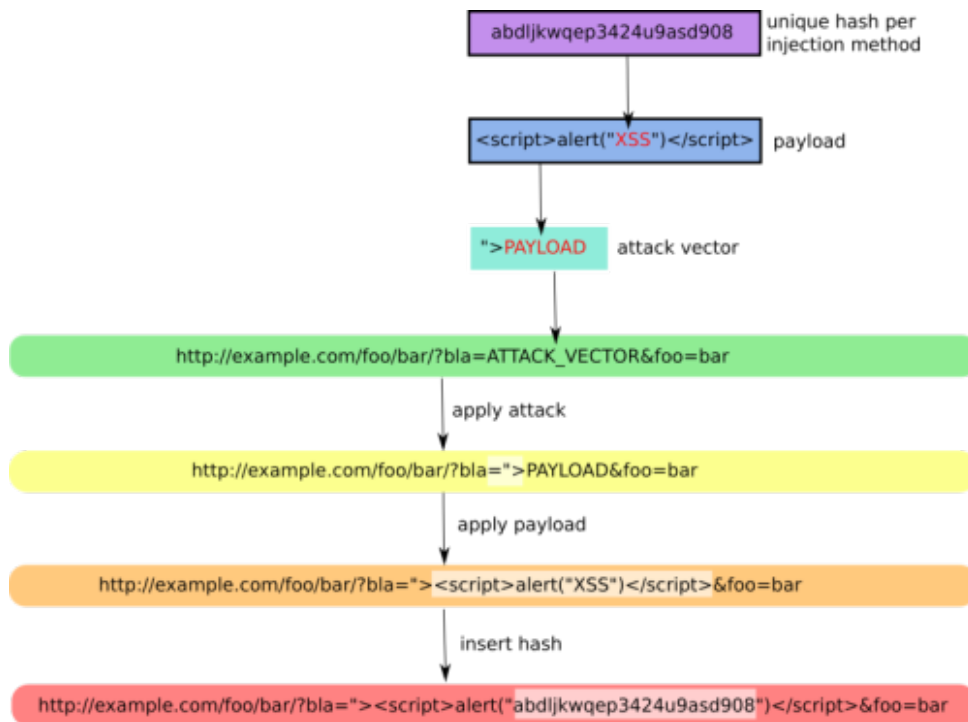 abdljkwqep3424u9asd908
unique hash per
injection method
<script>alert("XSS")</script>
payload
">PAYLOAD
attack vector
http://example.com/foo/bar/?bla=ATTACK_VECTOR&foo=bar
apply attack
http://example.com/foo/bar/?bla=">PAYLOAD&foo=bar
apply payload
http://example.com/foo/bar/?bla="><script>alert("XSS")</script>&foo=bar
insert hash
http://example.com/foo/bar/?bla="><script>alert("abdljkwqep3424u9asd908")</script>&foo=bar